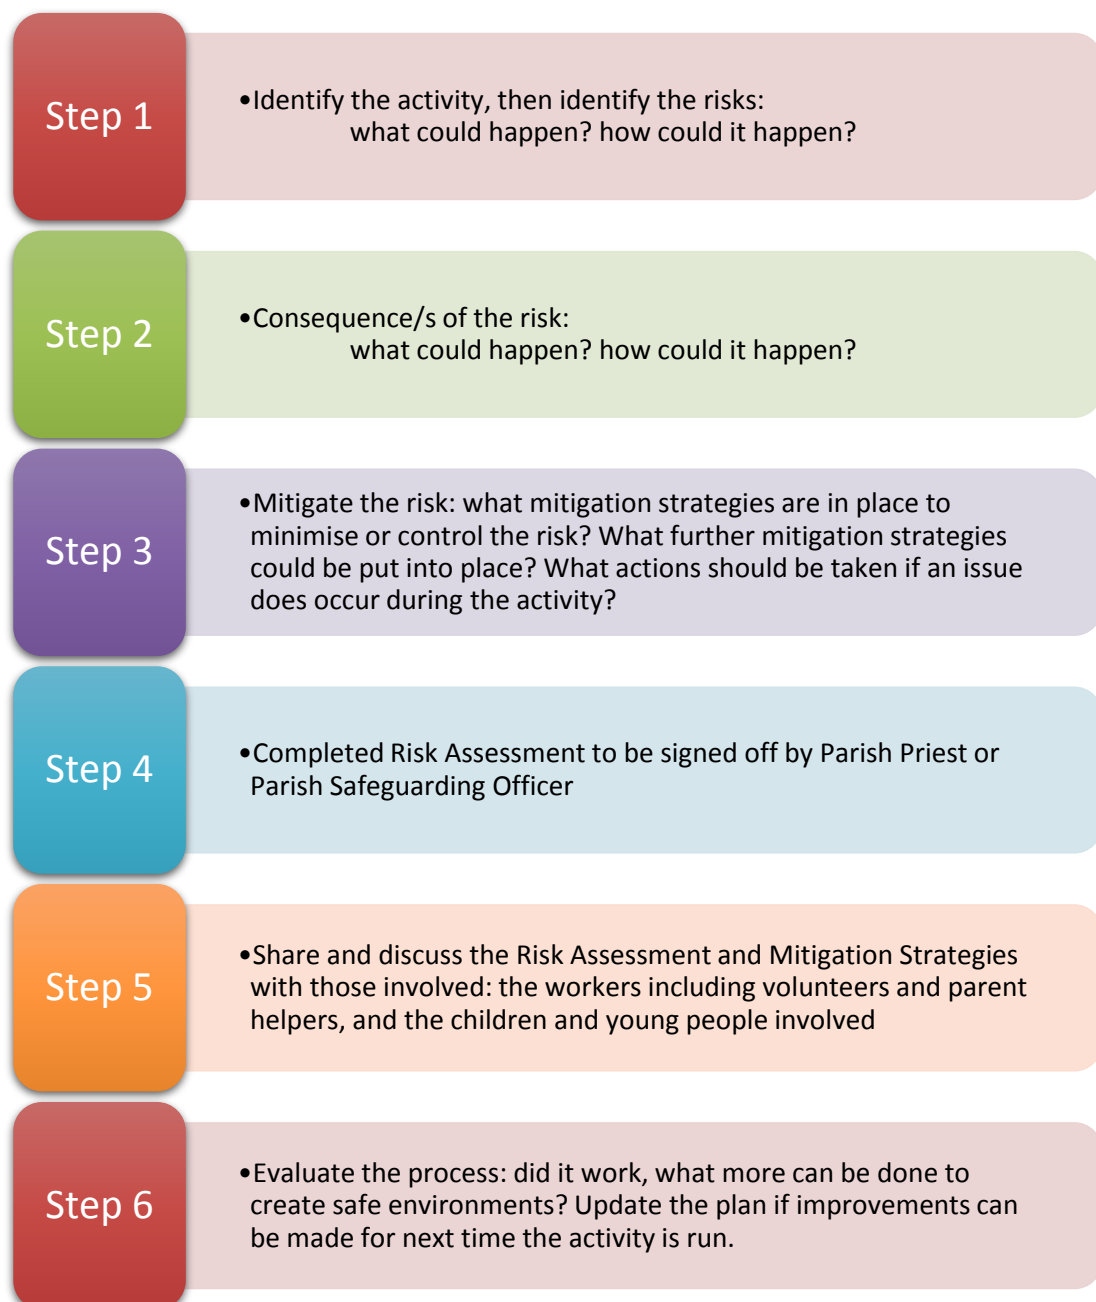 Step 1
•Identify the activity, then identify the risks:
what could happen? how could it happen?
Step 2
•Consequence/s of the risk:
what could happen? how could it happen?
Step 3
•Mitigate the risk: what mitigation strategies are in place to
minimise or control the risk? What further mitigation strategies
could be put into place? What actions should be taken if an issue
does occur during the activity?
Step 4
•Completed Risk Assessment to be signed off by Parish Priest or
Parish Safeguarding Officer
Step 5
•Share and discuss the Risk Assessment and Mitigation Strategies
with those involved: the workers including volunteers and parent
helpers, and the children and young people involved
Step 6
•Evaluate the process: did it work, what more can be done to
create safe environments? Update the plan if improvements can
be made for next time the activity is run.